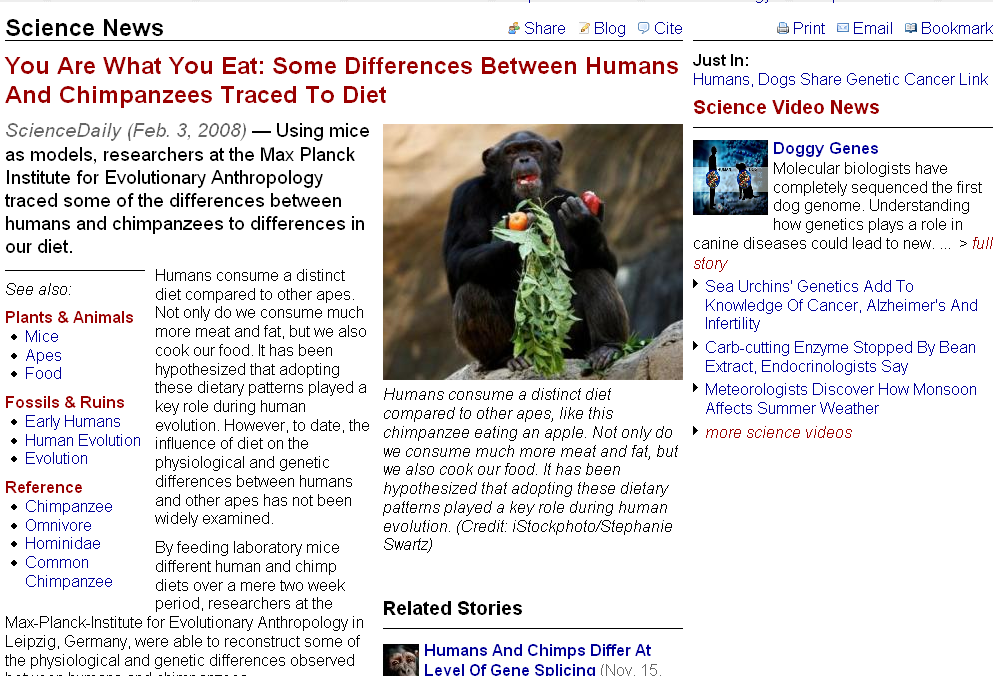 Science News
Share Blog Cite
Print Email Bookmark
You Are What You Eat: Some Differences Between Humans
And Chimpanzees Traced To Diet
ScienceDaily (Feb. 3, 2008) — Using mice
as models, researchers at the Max Planck
Institute for Evolutionary Anthropology
traced some of the differences between
humans and chimpanzees to differences in
our diet.
See also:
Plants & Animals
Mice
Apes
Food
Fossils & Ruins
Early Humans
Human Evolution
Evolution
Reference
Chimpanzee
Omnivore
Hominidae
Common
Chimpanzee
Humans consume a distinct
diet compared to other apes.
Not only do we consume much
more meat and fat, but we also
cook our food. It has been
hypothesized that adopting
these dietary patterns played a
key role during human
evolution. However, to date, the
influence of diet on the
physiological and genetic
differences between humans
and other apes has not been
widely examined.
By feeding laboratory mice
different human and chimp
diets over a mere two week
period, researchers at the
Max-Planck-Institute for Evolutionary Anthropology in
Leipzig, Germany, were able to reconstruct some of
the physiological and genetic differences observed
between humans and chimpanzees.
Humans consume a distinct diet
compared to other apes, like this
chimpanzee eating an apple. Not only do
we consume much more meat and fat, but
we also cook our food. It has been
hypothesized that adopting these dietary
patterns played a key role during human
evolution. (Credit: iStockphoto/Stephanie
Swartz)
Related Stories
Humans And Chimps Differ At
Level Of Gene Splicing (Nov. 15,
Just In:
Humans, Dogs Share Genetic Cancer Link
Science Video News
Doggy Genes
Molecular biologists have
completely sequenced the first
dog genome. Understanding
how genetics plays a role in
canine diseases could lead to new. ... > full
story
Sea Urchins' Genetics Add To
Knowledge Of Cancer, Alzheimer's And
Infertility
Carb-cutting Enzyme Stopped By Bean
Extract, Endocrinologists Say
Meteorologists Discover How Monsoon
Affects Summer Weather
more science videos